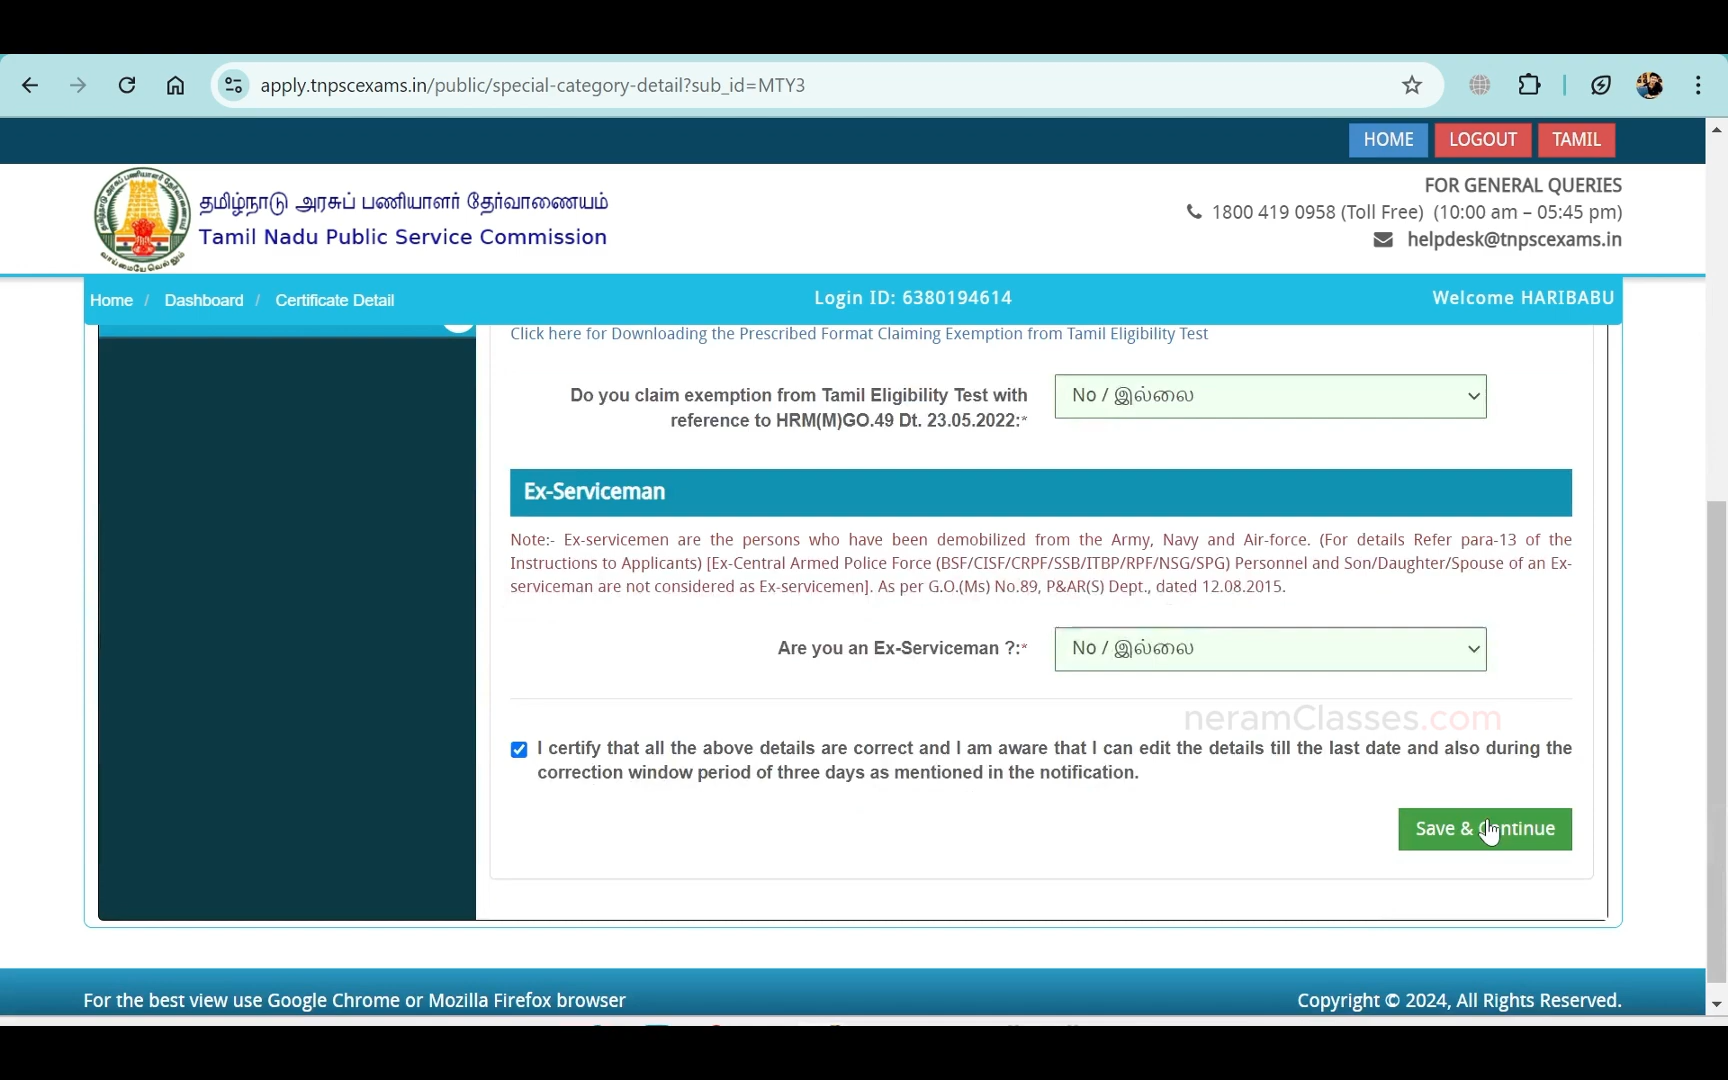 apply.tnpscexams.in/public/special-category-detail?sub_id=MTY3
HOME LOGOUT TAMIL
தமிழ்நாடு அரசுப் பணியாளர் தேர்வாணையம்
Tamil Nadu Public Service Commission
FOR GENERAL QUERIES
1800 419 0958 (Toll Free) (10:00 am – 05:45 pm)
helpdesk@tnpscexams.in
Home / Dashboard / Certificate Detail
Login ID: 6380194614
Welcome HARIBABU
Click here for Downloading the Prescribed Format Claiming Exemption from Tamil Eligibility Test
Do you claim exemption from Tamil Eligibility Test with
reference to HRM(M)GO.49 Dt. 23.05.2022:*
No / இல்லை
Ex-Serviceman
Note:- Ex-servicemen are the persons who have been demobilized from the Army, Navy and Air-force. (For details Refer para-13 of the
Instructions to Applicants) [Ex-Central Armed Police Force (BSF/CISF/CRPF/SSB/ITBP/RPF/NSG/SPG) Personnel and Son/Daughter/Spouse of an Ex-
serviceman are not considered as Ex-servicemen]. As per G.O.(Ms) No.89, P&AR(S) Dept., dated 12.08.2015.
Are you an Ex-Serviceman ?:*
No / இல்லை
neramClasses.com
I certify that all the above details are correct and I am aware that I can edit the details till the last date and also during the
correction window period of three days as mentioned in the notification.
Save & Continue
For the best view use Google Chrome or Mozilla Firefox browser
Copyright © 2024, All Rights Reserved.